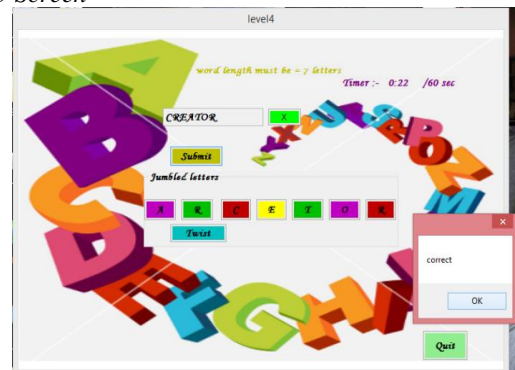 Screen
level4
word length must be = 7 letters
Timer :- 0:22 /60 sec
CREATOR X
Submit
Jumbled letters
A R C E T O R
Twist
correct
OK
Quit